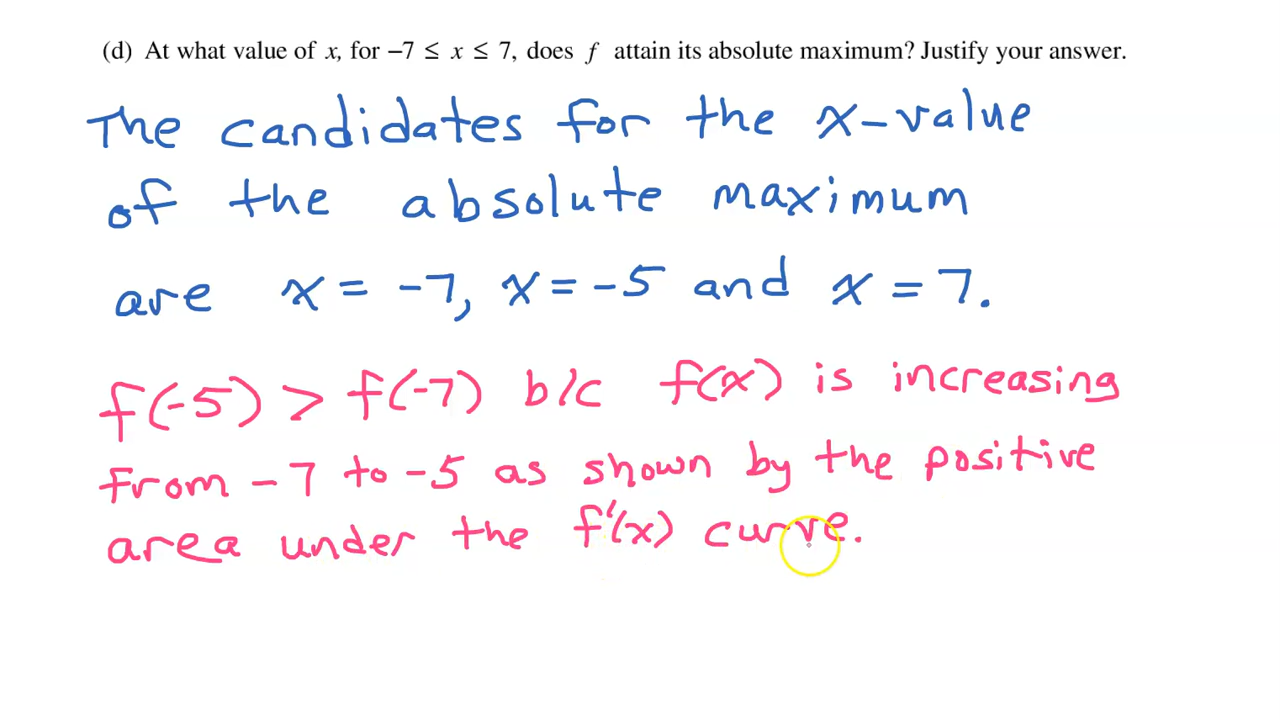 (d) At what value of x, for −7 ≤ x ≤ 7, does f attain its absolute maximum? Justify your answer.
The candidates for the x-value
of the absolute maximum
are x = -7, x = -5 and x = 7.
f(-5) > f(-7) b/c f(x) is increasing
from -7 to -5 as shown by the positive
area under the f'(x) curve.